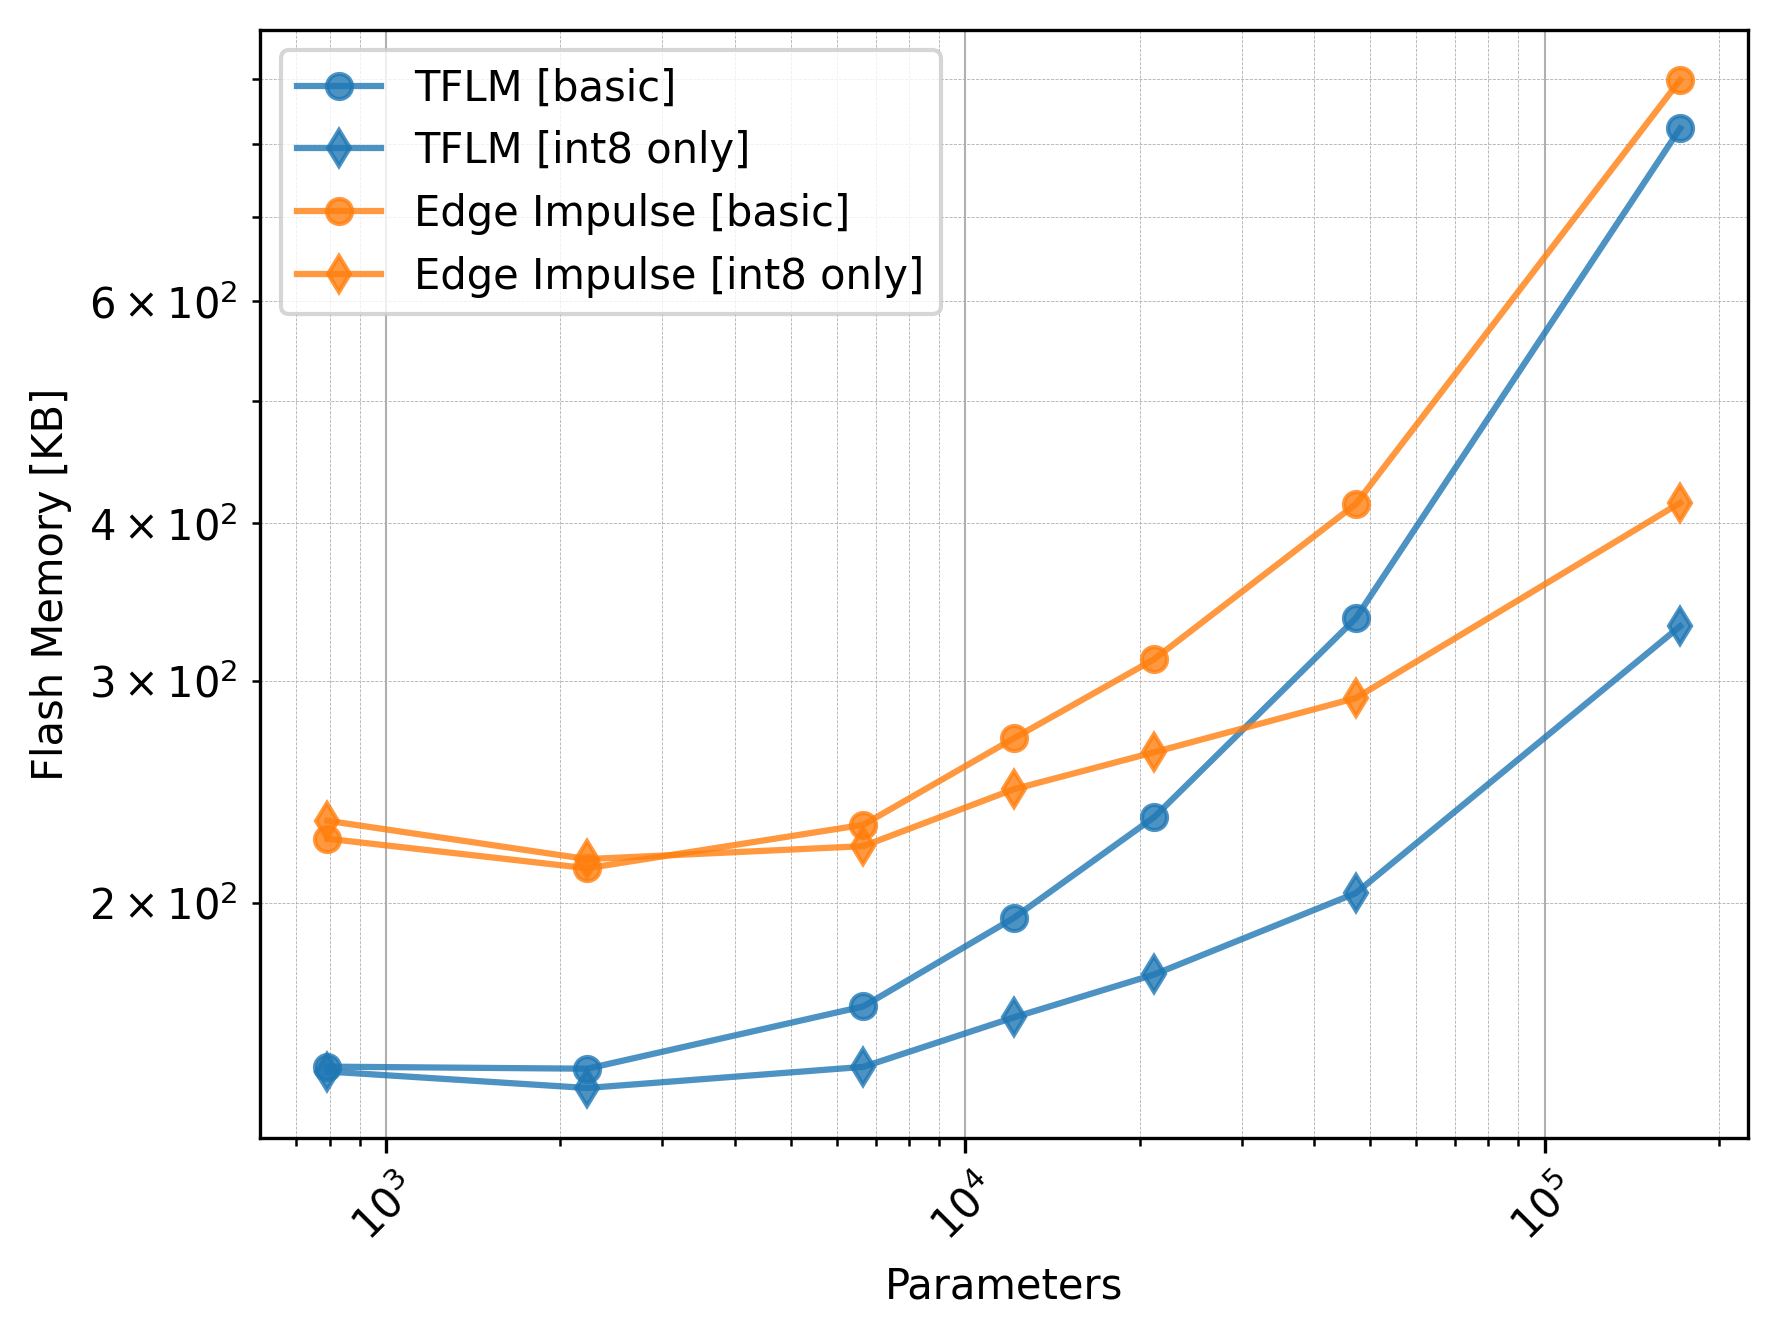 TFLM [basic]
TFLM [int8 only]
Edge Impulse [basic]
Edge Impulse [int8 only]
6 × 10²
4 × 10²
3 × 10²
2 × 10²
Flash Memory [KB]
10³
10⁴
10⁵
Parameters